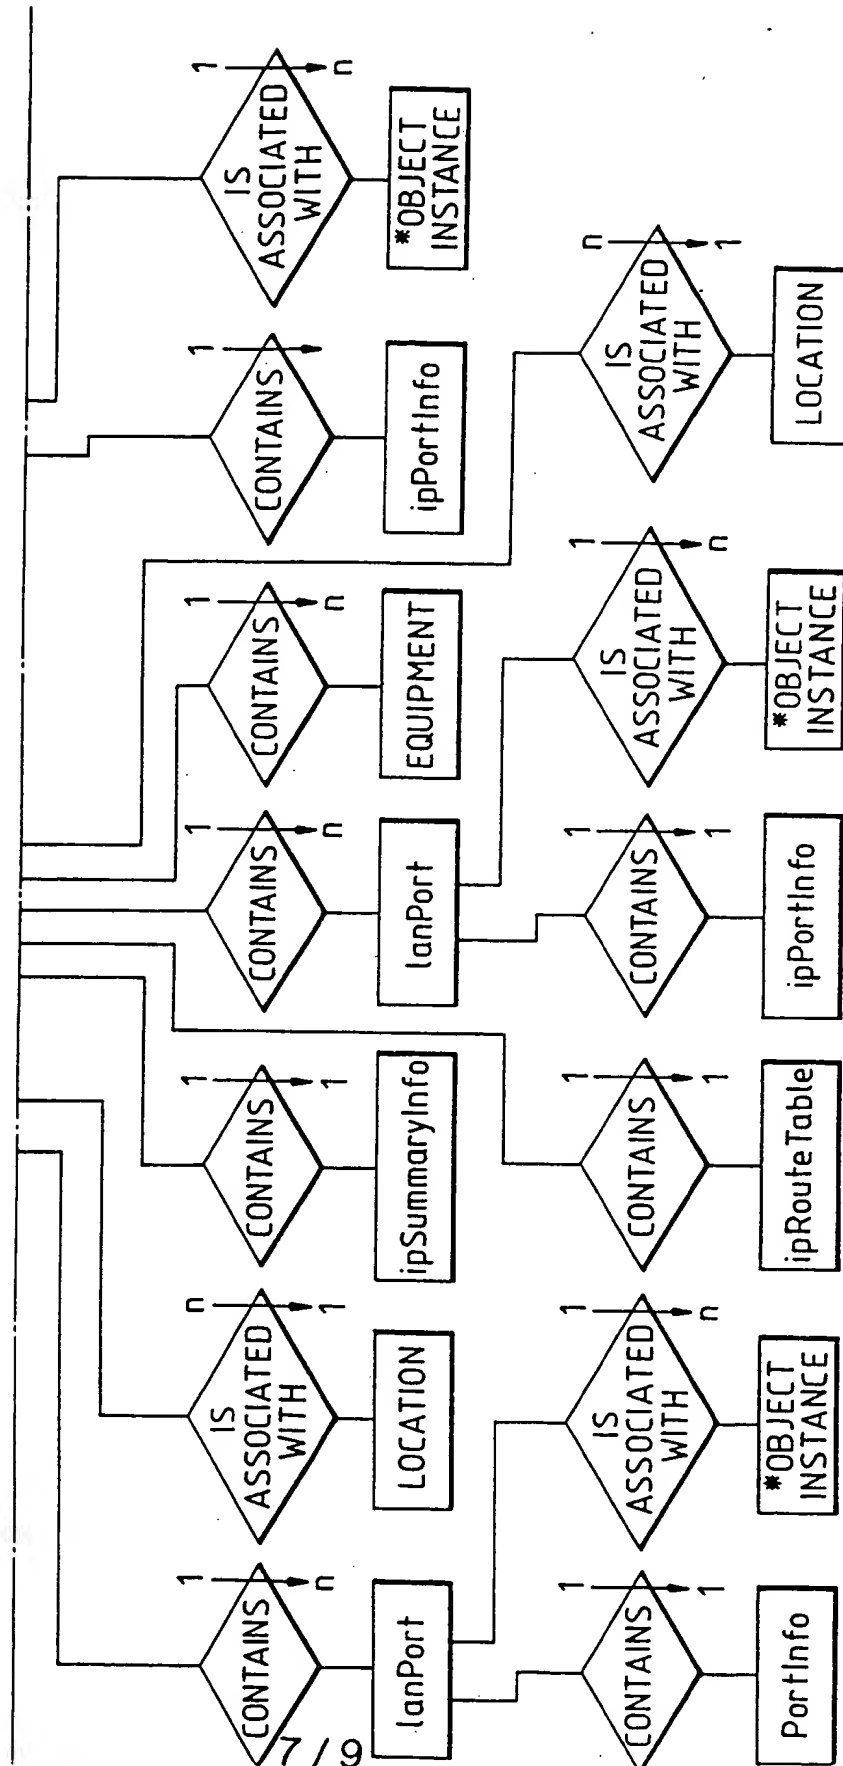 1
CONTAINS
n
lanPort
n
IS
ASSOCIATED
WITH
1
LOCATION
1
CONTAINS
1
ipSummaryInfo
1
CONTAINS
n
lanPort
1
CONTAINS
n
EQUIPMENT
1
CONTAINS
ipPortInfo
1
IS
ASSOCIATED
WITH
n
*OBJECT
INSTANCE
1
CONTAINS
1
PortInfo
1
IS
ASSOCIATED
WITH
n
*OBJECT
INSTANCE
1
CONTAINS
1
ipRouteTable
1
CONTAINS
1
ipPortInfo
1
IS
ASSOCIATED
WITH
n
*OBJECT
INSTANCE
n
IS
ASSOCIATED
WITH
1
LOCATION
7/9